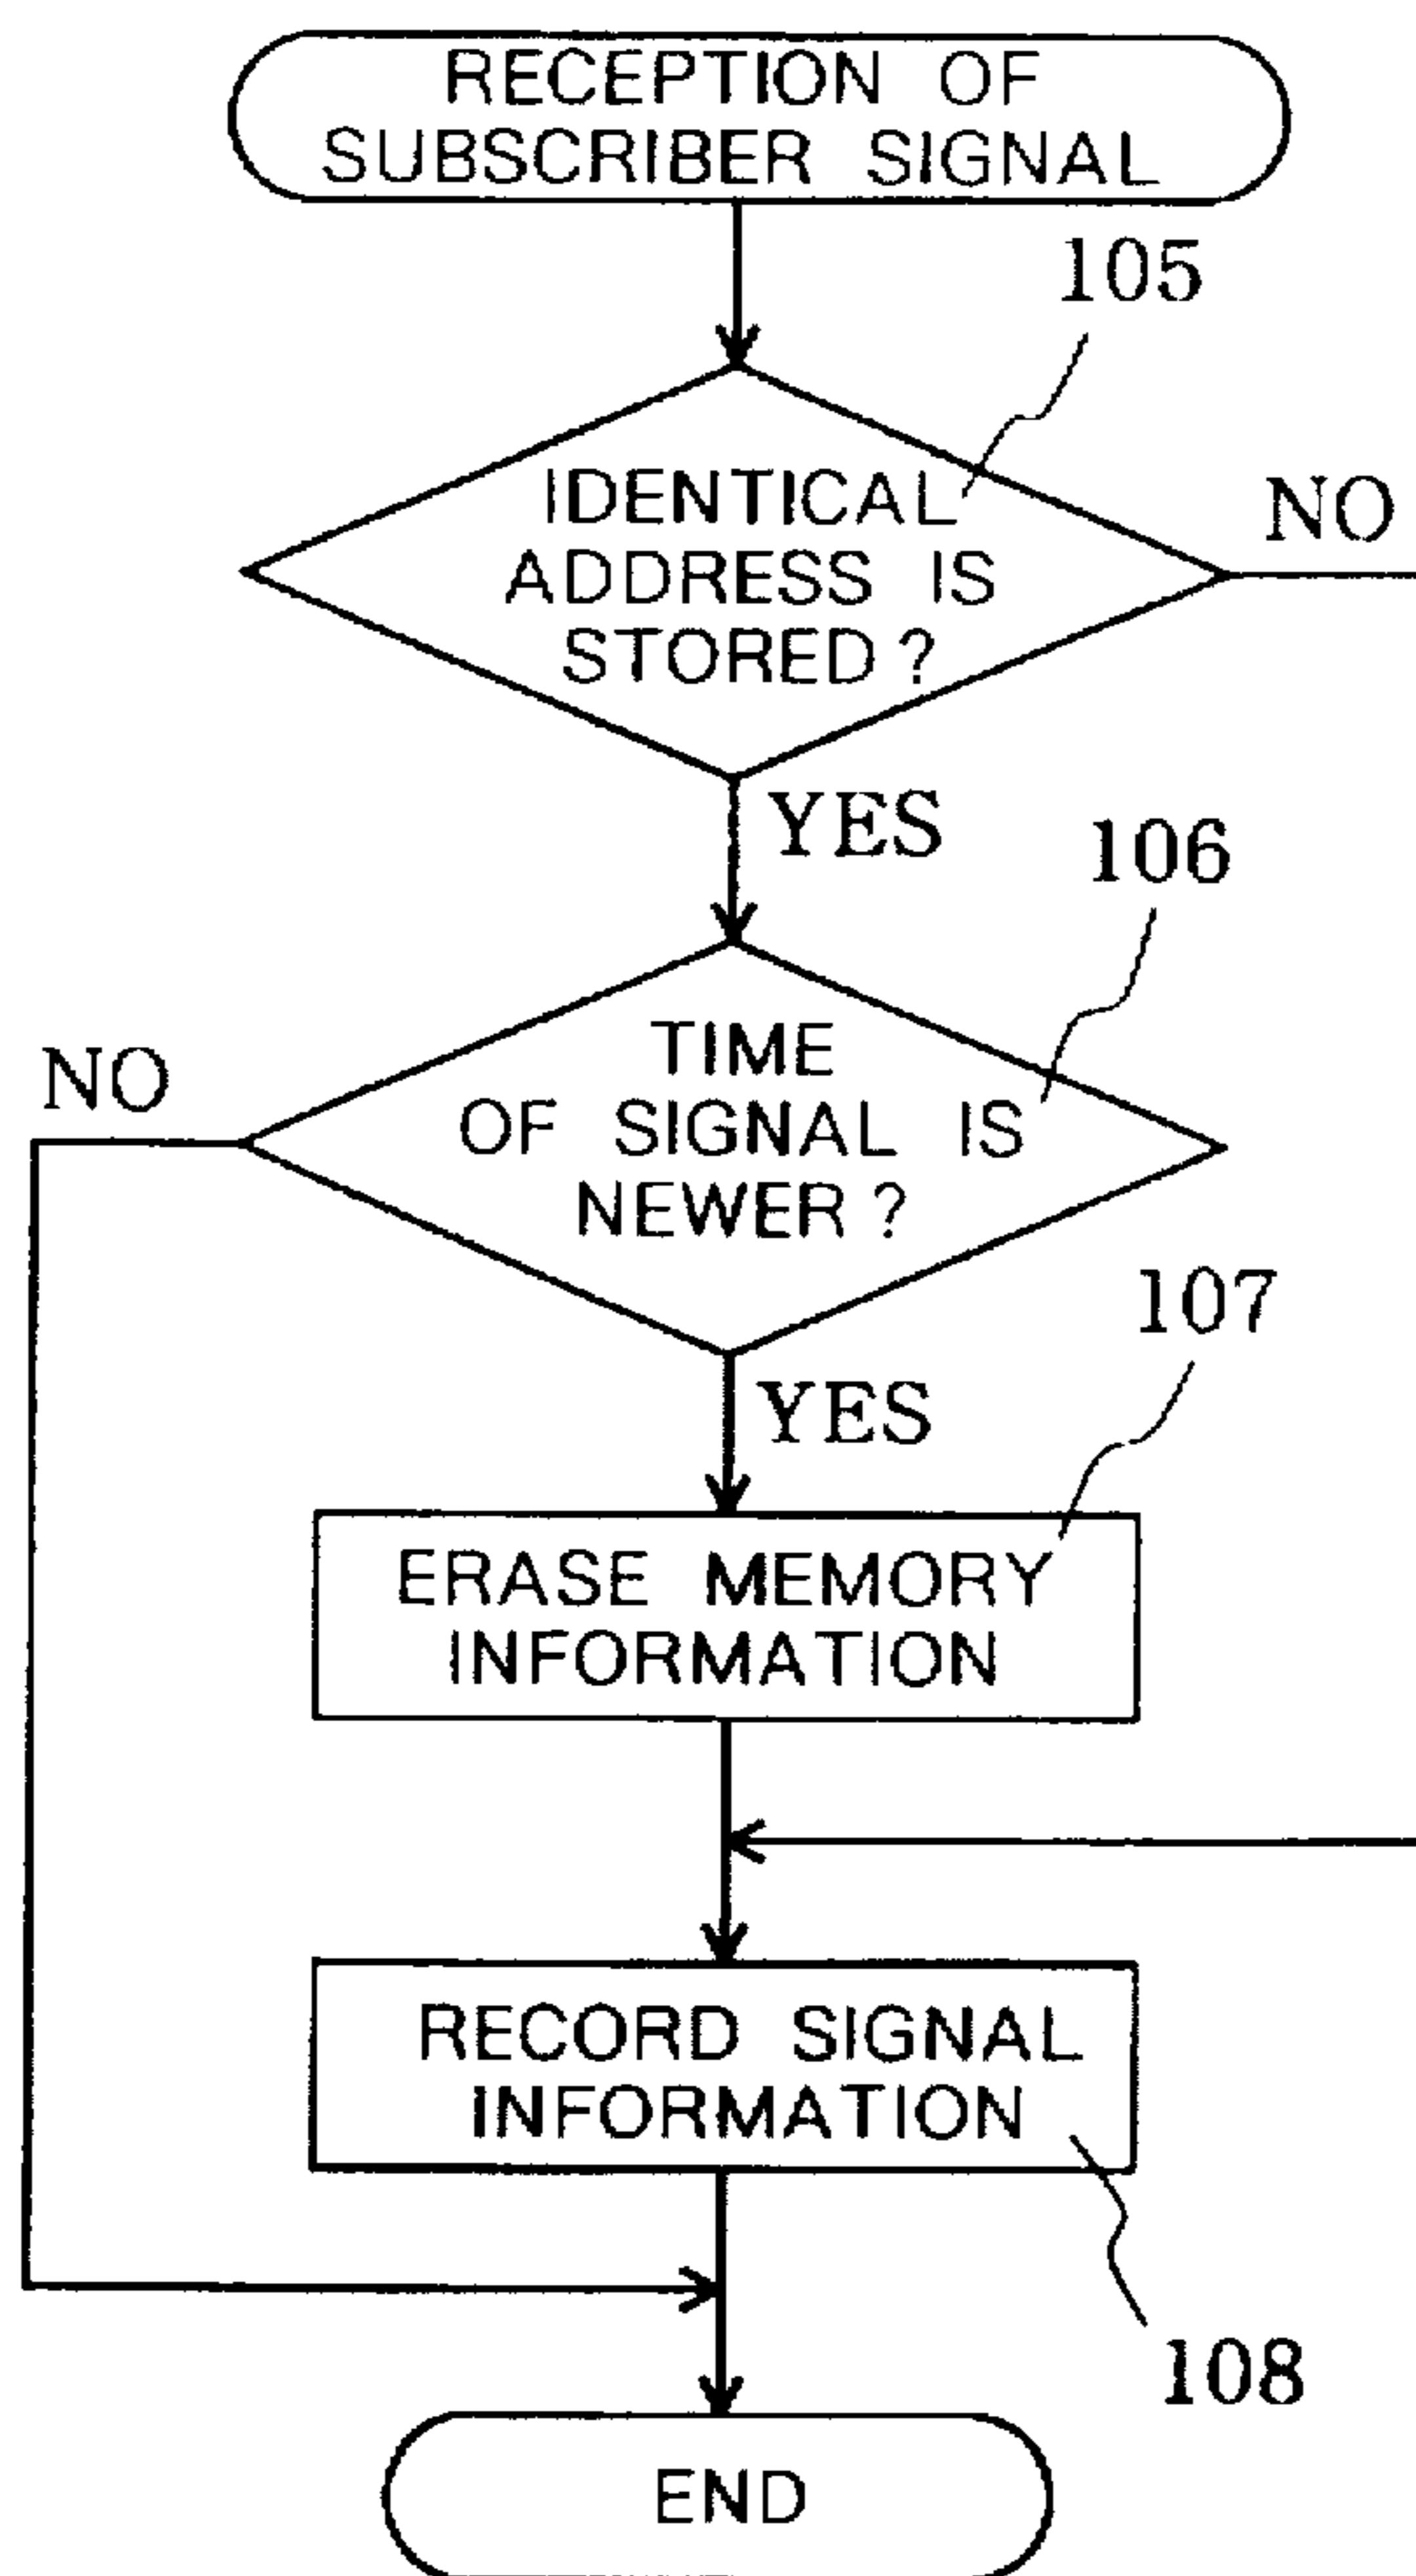 RECEPTION OF
SUBSCRIBER SIGNAL
105
IDENTICAL
ADDRESS IS
STORED?
NO
YES
106
TIME
OF SIGNAL IS
NEWER?
NO
107
YES
ERASE MEMORY
INFORMATION
RECORD SIGNAL
INFORMATION
108
END